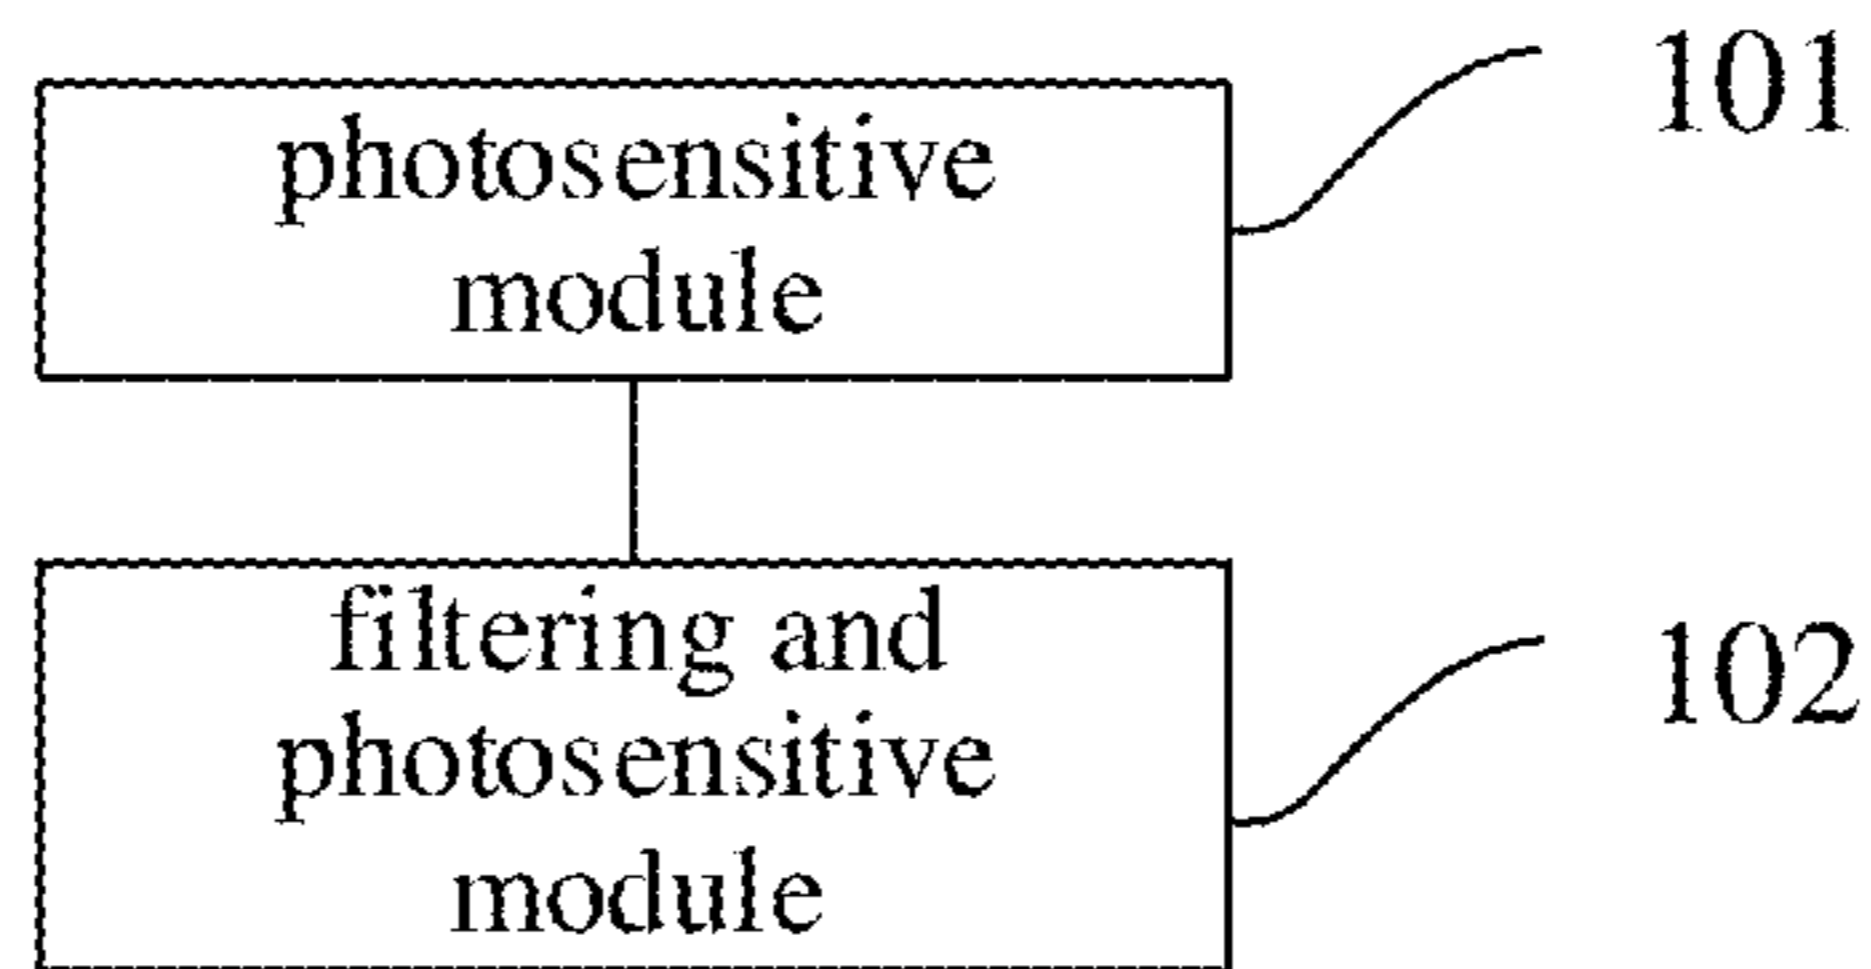 101
photosensitive
module
filtering and
102
photosensitive
module